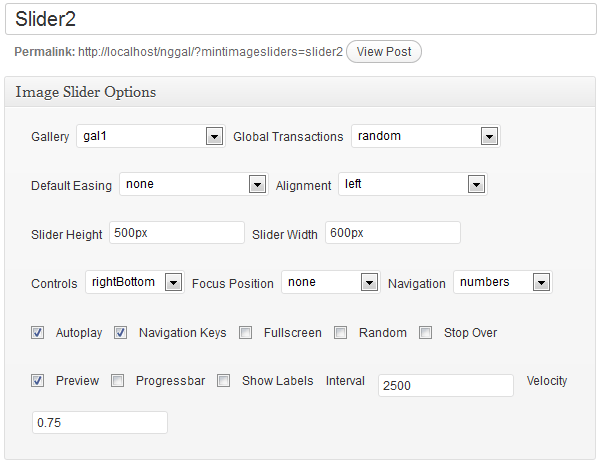 Slider2
Permalink: http://localhost/nggal/?mintimagesliders=slider2 View Post
Image Slider Options
Gallery gal1 Global Transactions random
Default Easing none Alignment left
Slider Height 500px Slider Width 600px
Controls rightBottom Focus Position none Navigation numbers
Autoplay Navigation Keys Fullscreen Random Stop Over
Preview Progressbar Show Labels Interval 2500 Velocity
0.75